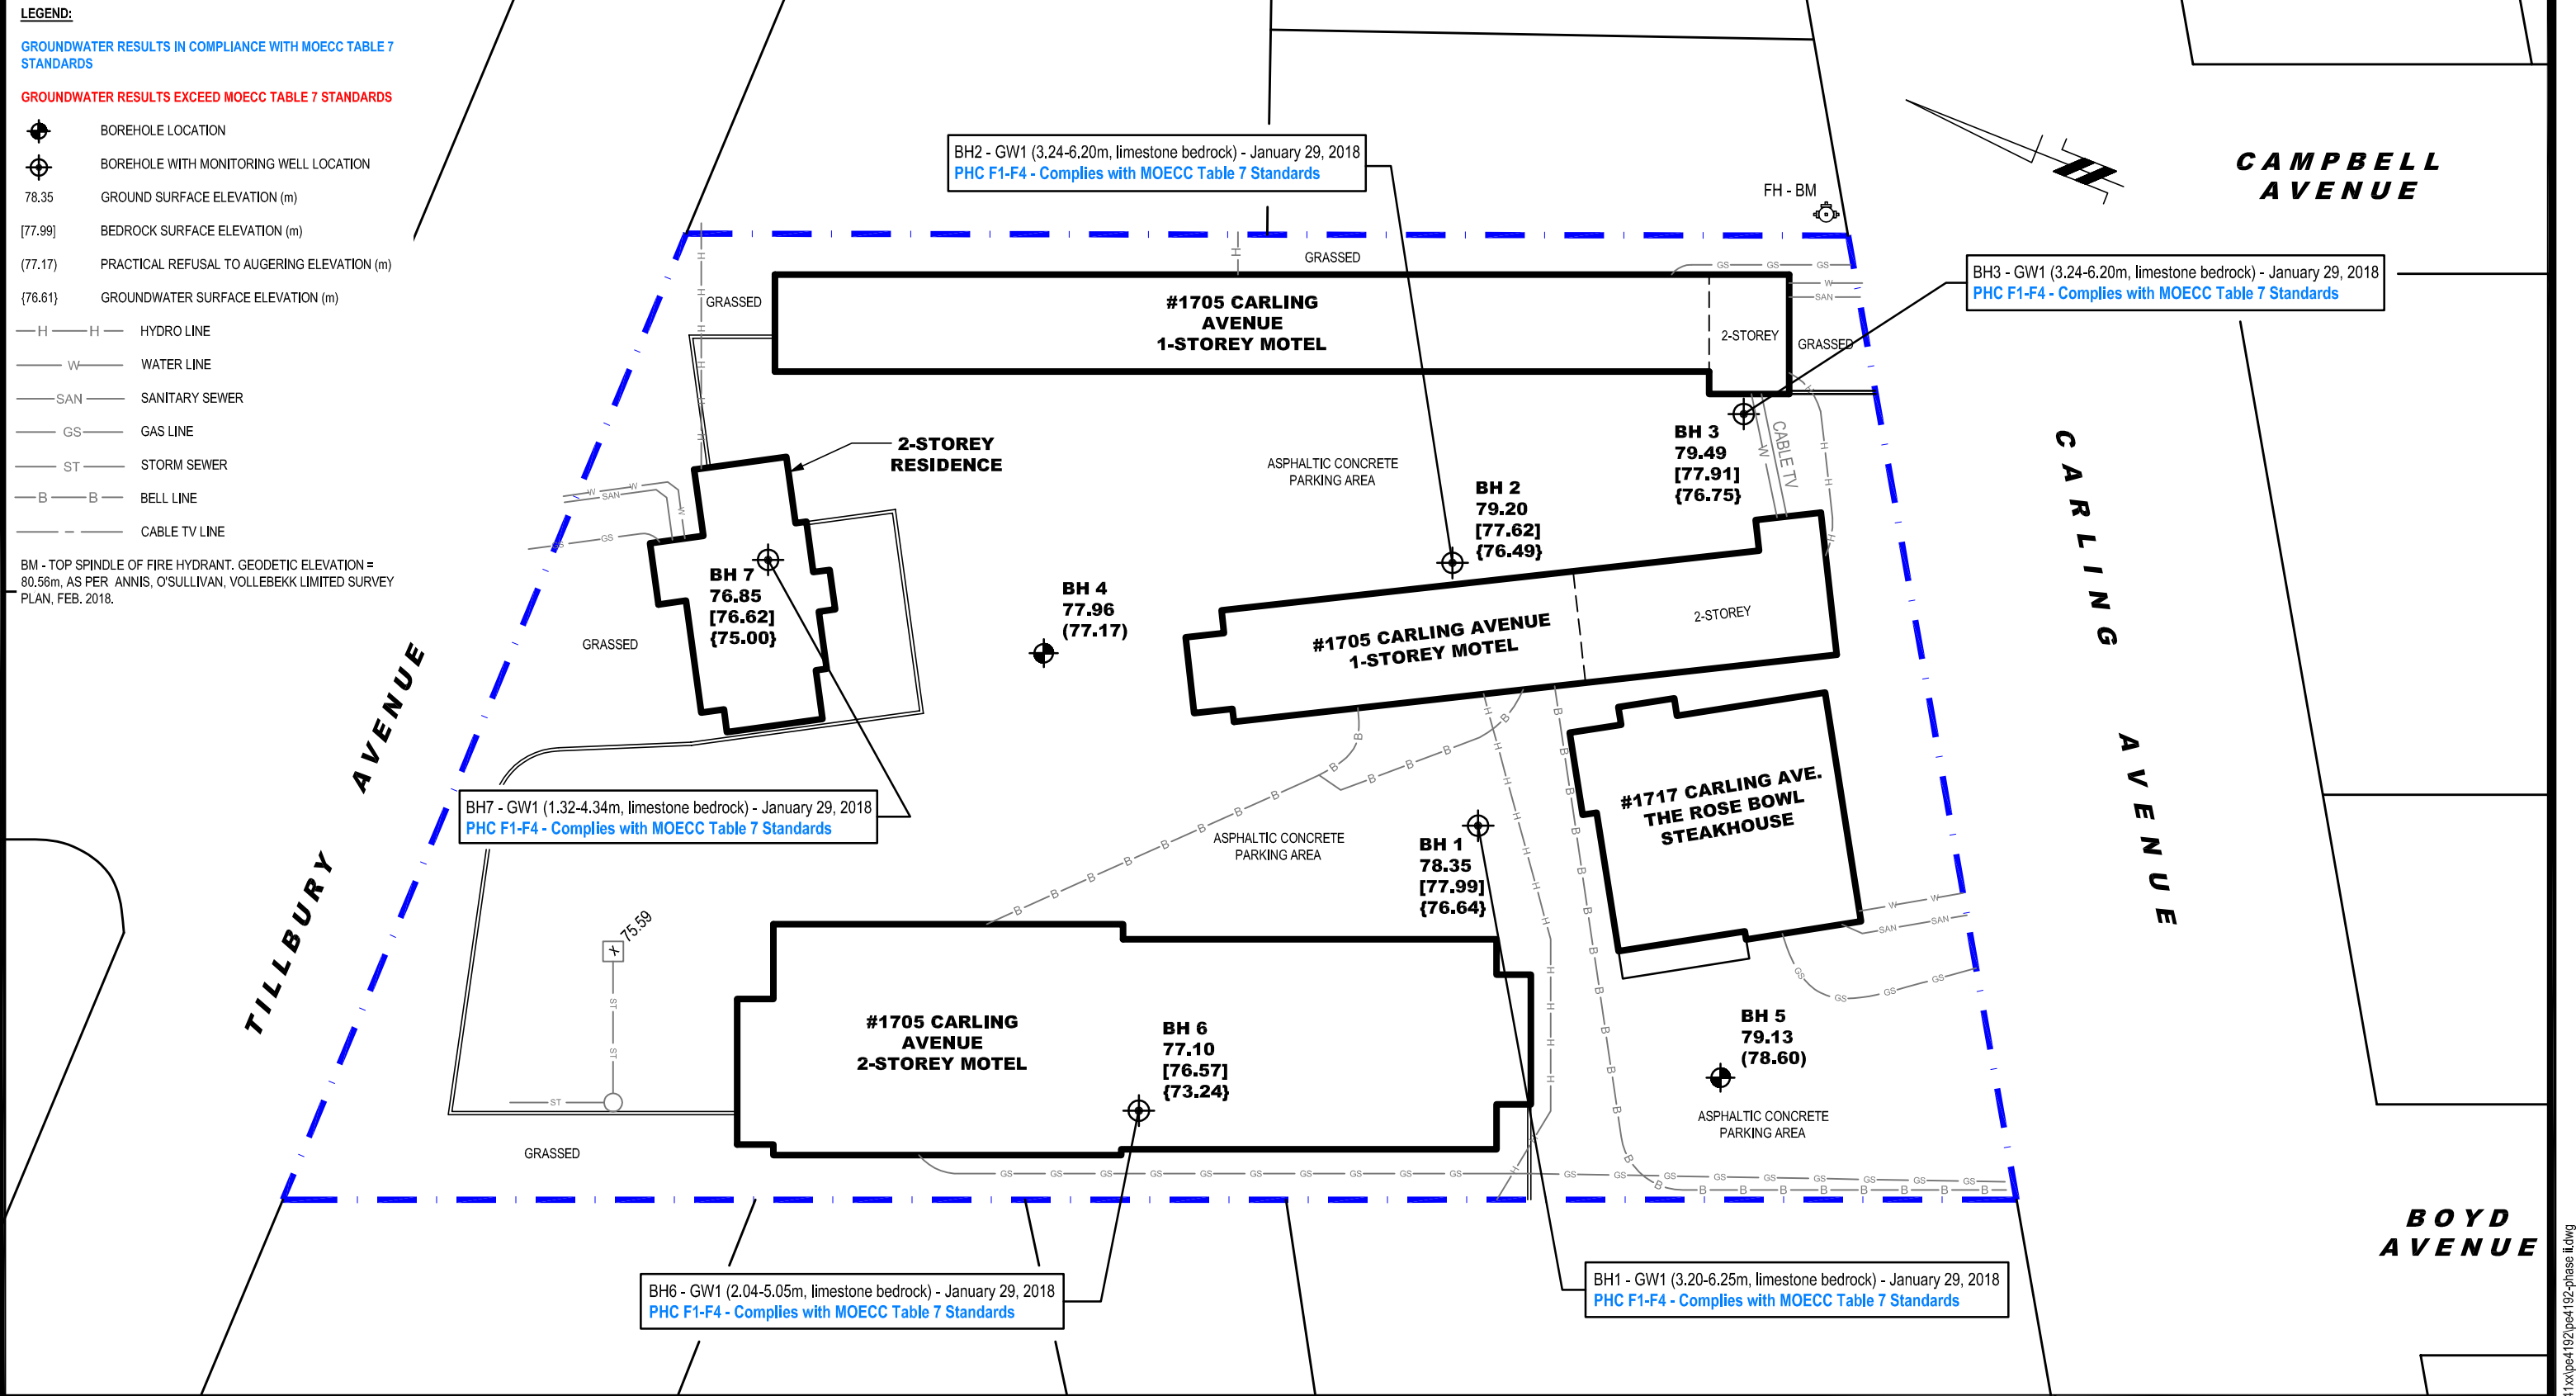 LEGEND:
GROUNDWATER RESULTS IN COMPLIANCE WITH MOECC TABLE 7
STANDARDS
GROUNDWATER RESULTS EXCEED MOECC TABLE 7 STANDARDS
BOREHOLE LOCATION
BOREHOLE WITH MONITORING WELL LOCATION
78.35 GROUND SURFACE ELEVATION (m)
[77.99] BEDROCK SURFACE ELEVATION (m)
(77.17) PRACTICAL REFUSAL TO AUGERING ELEVATION (m)
{76.61} GROUNDWATER SURFACE ELEVATION (m)
H H HYDRO LINE
W WATER LINE
SAN SANITARY SEWER
GS GAS LINE
ST STORM SEWER
B B BELL LINE
CABLE TV LINE
BM - TOP SPINDLE OF FIRE HYDRANT. GEODETIC ELEVATION =
80.56m, AS PER ANNIS, O'SULLIVAN, VOLLEBEKK LIMITED SURVEY
PLAN, FEB. 2018.
BH2 - GW1 (3.24-6.20m, limestone bedrock) - January 29, 2018
PHC F1-F4 - Complies with MOECC Table 7 Standards
FH - BM
CAMPBELL
AVENUE
BH3 - GW1 (3.24-6.20m, limestone bedrock) - January 29, 2018
PHC F1-F4 - Complies with MOECC Table 7 Standards
GRASSED
GRASSED
#1705 CARLING
AVENUE
1-STOREY MOTEL
2-STOREY
GRASSED
2-STOREY
RESIDENCE
ASPHALTIC CONCRETE
PARKING AREA
BH 3
79.49
[77.91]
{76.75}
CABLE TV
BH 2
79.20
[77.62]
{76.49}
BH 7
76.85
[76.62]
{75.00}
BH 4
77.96
(77.17)
GRASSED
#1705 CARLING AVENUE
1-STOREY MOTEL
2-STOREY
CARLING AVENUE
TILLBURY AVENUE
#1717 CARLING AVE.
THE ROSE BOWL
STEAKHOUSE
BH7 - GW1 (1.32-4.34m, limestone bedrock) - January 29, 2018
PHC F1-F4 - Complies with MOECC Table 7 Standards
ASPHALTIC CONCRETE
PARKING AREA
BH 1
78.35
[77.99]
{76.64}
X 75.59
#1705 CARLING
AVENUE
2-STOREY MOTEL
BH 6
77.10
[76.57]
{73.24}
BH 5
79.13
(78.60)
ASPHALTIC CONCRETE
PARKING AREA
GRASSED
BH6 - GW1 (2.04-5.05m, limestone bedrock) - January 29, 2018
PHC F1-F4 - Complies with MOECC Table 7 Standards
BH1 - GW1 (3.20-6.25m, limestone bedrock) - January 29, 2018
PHC F1-F4 - Complies with MOECC Table 7 Standards
BOYD
AVENUE
1xx\pe4192\pe4192-phase ii.dwg